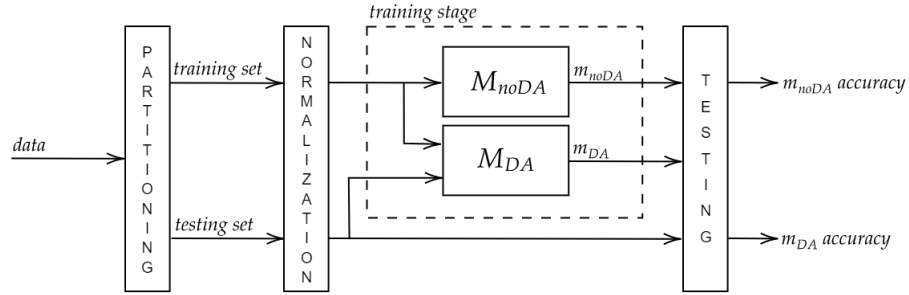 training stage
PARTITIONING
NORMALIZATION
TESTING
training set
M_noDA
m_noDA
m_noDA accuracy
data
M_DA
m_DA
testing set
m_DA accuracy